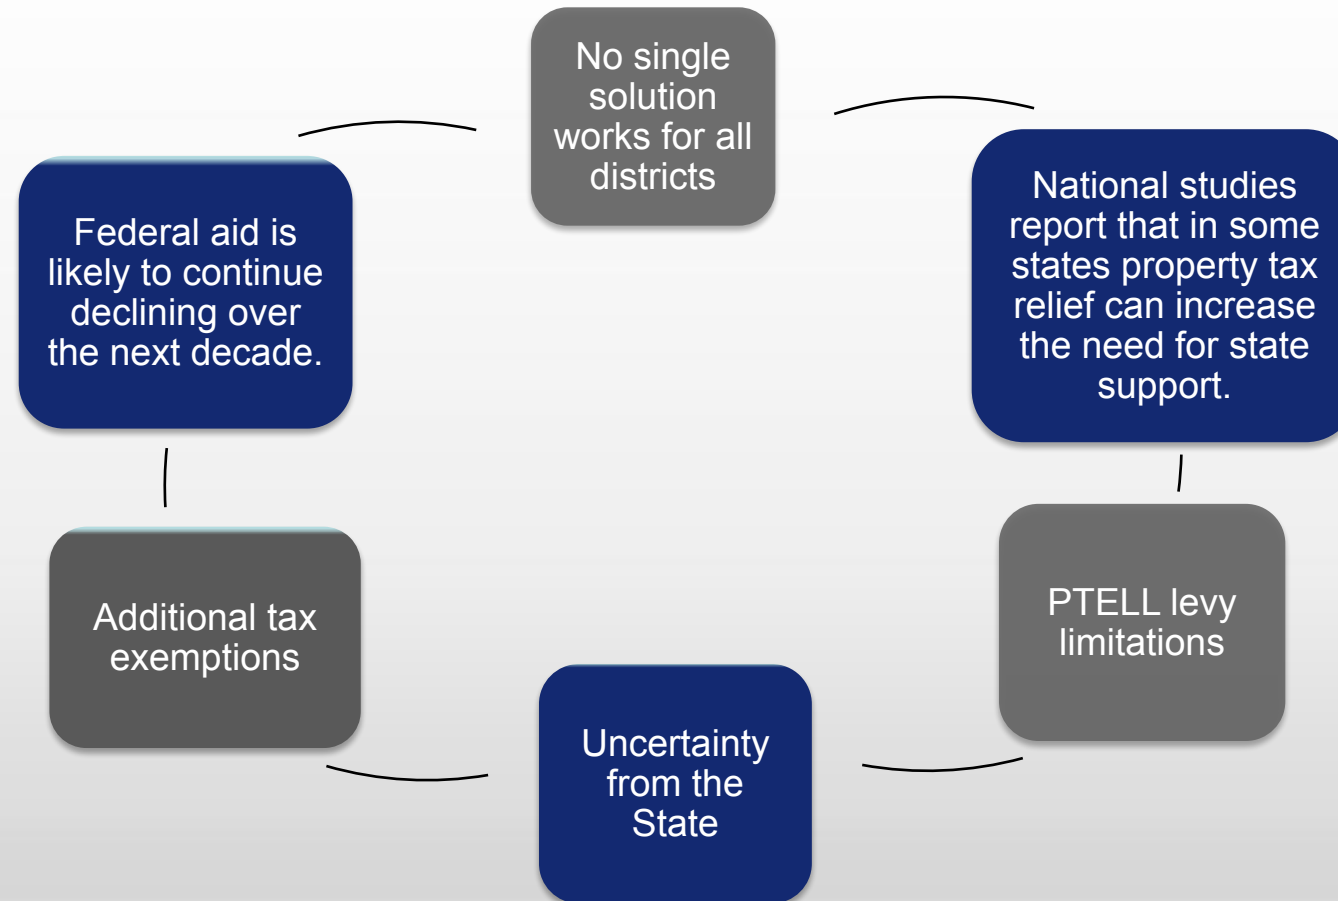 No single
solution
works for all
districts
National studies
report that in some
states property tax
relief can increase
the need for state
support.
PTELL levy
limitations
Uncertainty
from the
State
Additional tax
exemptions
Federal aid is
likely to continue
declining over
the next decade.